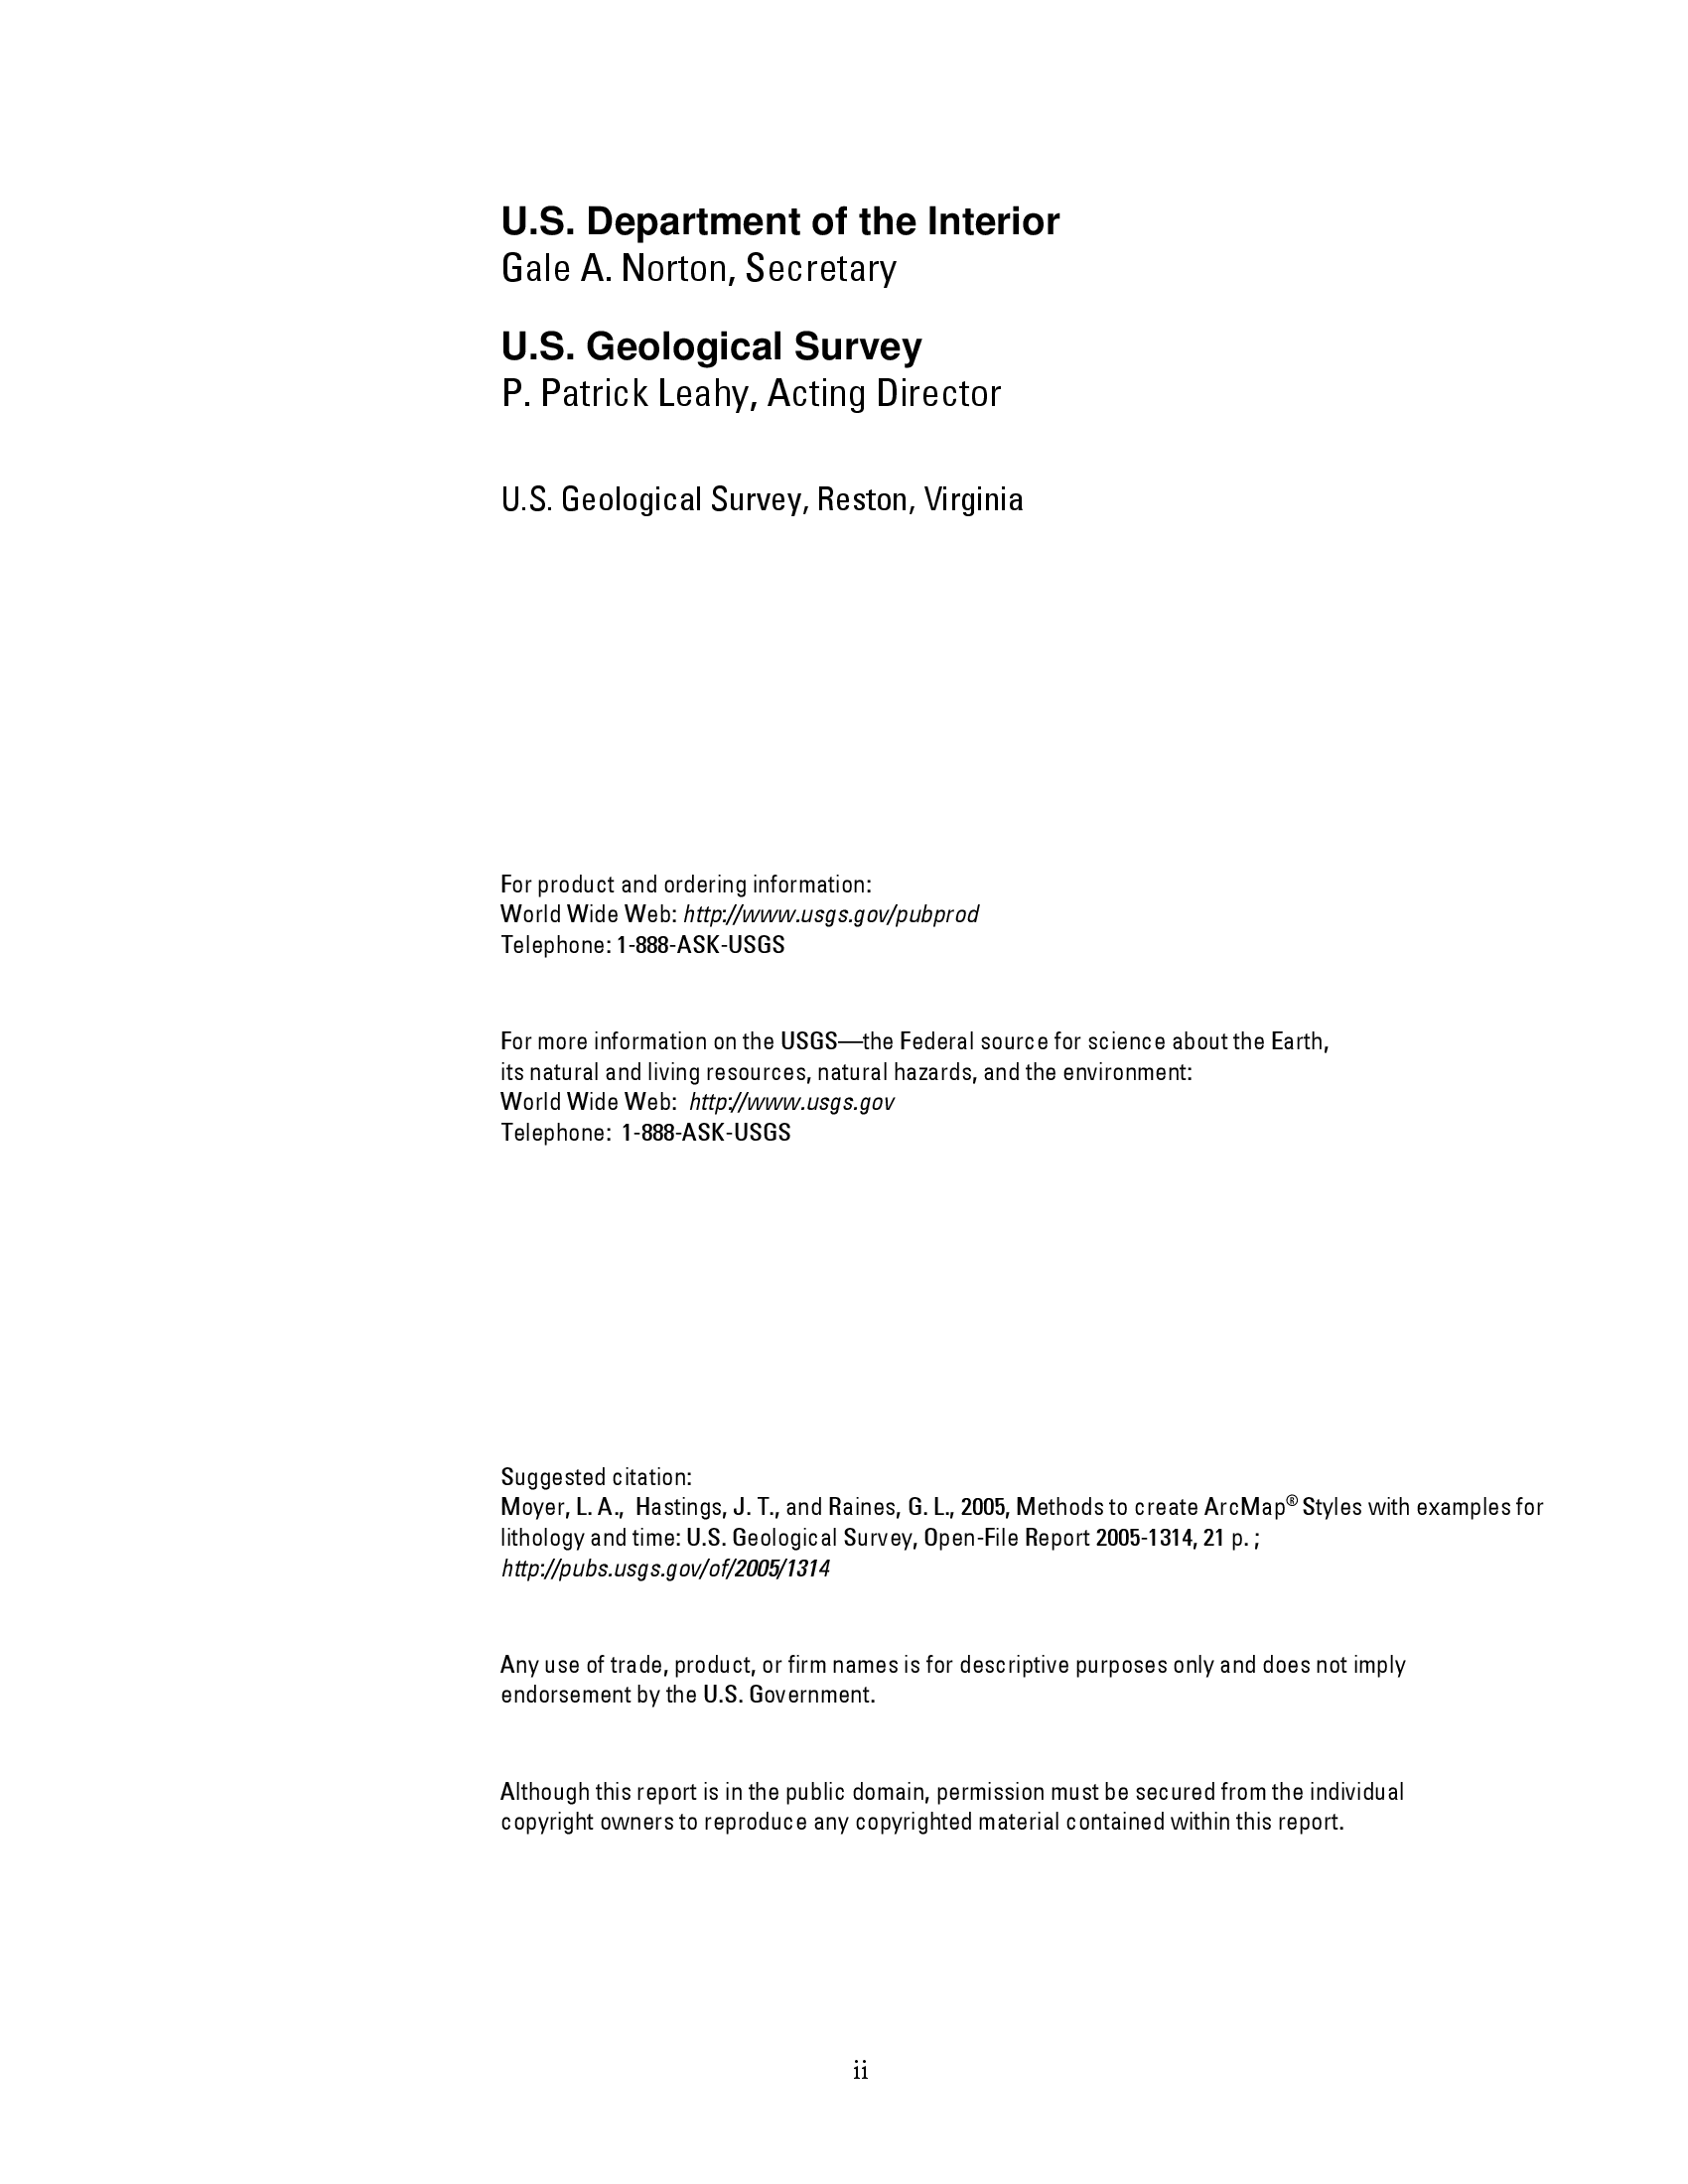 U.S. Department of the Interior
Gale A. Norton, Secretary
U.S. Geological Survey
P. Patrick Leahy, Acting Director
U.S. Geological Survey, Reston, Virginia
For product and ordering information:
World Wide Web: http://www.usgs.gov/pubprod
Telephone: 1-888-ASK-USGS
For more information on the USGS—the Federal source for science about the Earth,
its natural and living resources, natural hazards, and the environment:
World Wide Web:  http://www.usgs.gov
Telephone:  1-888-ASK-USGS
Suggested citation:
Moyer, L. A.,  Hastings, J. T., and Raines, G. L., 2005, Methods to create ArcMap® Styles with examples for
lithology and time: U.S. Geological Survey, Open-File Report 2005-1314, 21 p. ;
http://pubs.usgs.gov/of/2005/1314
Any use of trade, product, or firm names is for descriptive purposes only and does not imply
endorsement by the U.S. Government.
Although this report is in the public domain, permission must be secured from the individual
copyright owners to reproduce any copyrighted material contained within this report.
ii